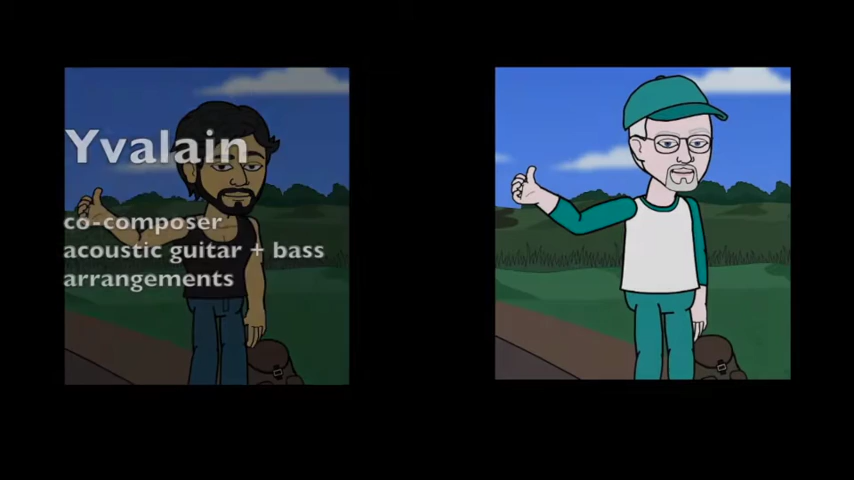 Yvalain
co-composer
acoustic guitar + bass
arrangements